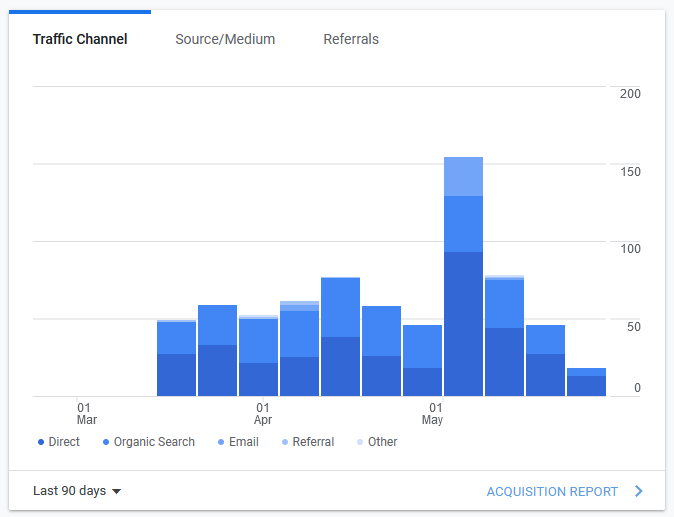 Traffic Channel Source/Medium Referrals
200
150
100
50
0
01 01 01
Mar Apr May
Direct Organic Search Email Referral Other
Last 90 days ACQUISITION REPORT